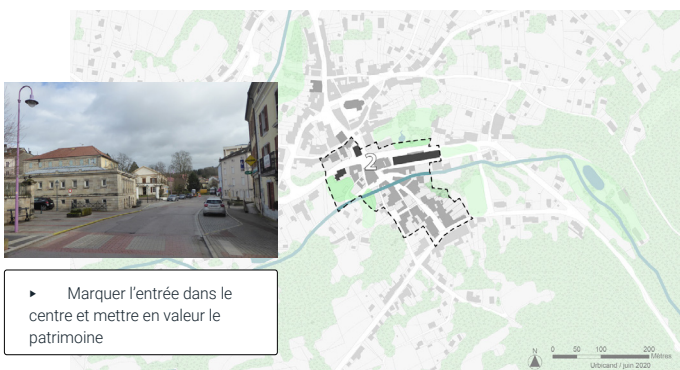 2
▸ Marquer l'entrée dans le
centre et mettre en valeur le
patrimoine
N
0 50 100 200
Mètres
Urbicand / juin 2020